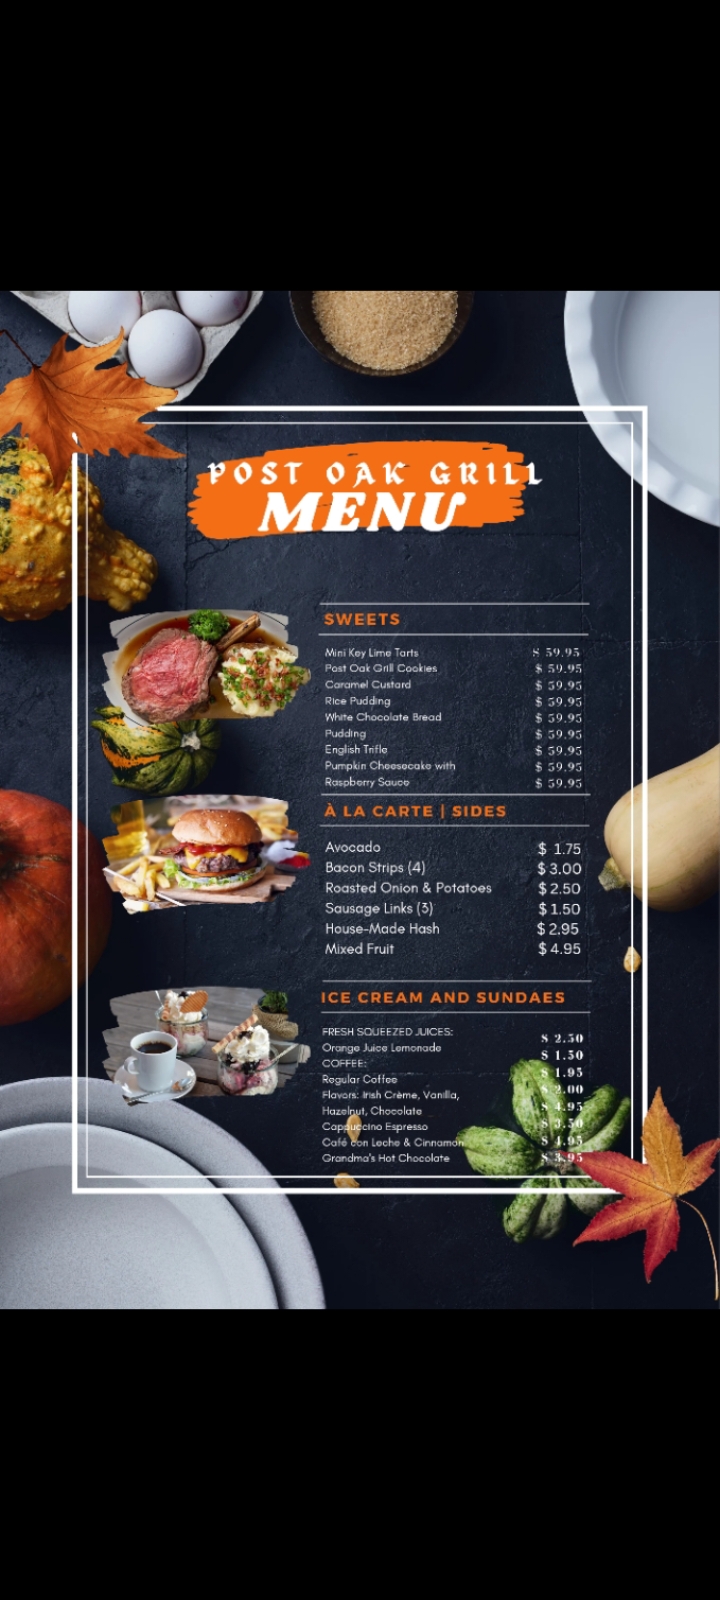 POST OAK GRILL
MENU
SWEETS
Mini Key Lime Tarts $ 59.95
Post Oak Grill Cookies $ 59.95
Caramel Custard $ 59.95
Rice Pudding $ 59.95
White Chocolate Bread $ 59.95
Pudding $ 59.95
English Trifle $ 59.95
Pumpkin Cheesecake with $ 59.95
Raspberry Sauce $ 59.95
À LA CARTE | SIDES
Avocado $ 1.75
Bacon Strips (4) $ 3.00
Roasted Onion & Potatoes $ 2.50
Sausage Links (3) $ 1.50
House-Made Hash $ 2.95
Mixed Fruit $ 4.95
ICE CREAM AND SUNDAES
FRESH SQUEEZED JUICES: $ 2.50
Orange Juice Lemonade $ 1.50
COFFEE: $ 1.95
Regular Coffee $ 2.00
Flavors: Irish Crème, Vanilla, $ 4.95
Hazelnut, Chocolate $ 3.50
Cappuccino Espresso $ 4.95
Café con Leche & Cinnamon $ 3.95
Grandma's Hot Chocolate